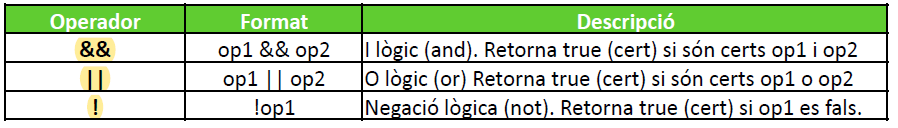 Operador Format Descripció
&& op1 && op2 I lògic (and). Retorna true (cert) si són certs op1 i op2
|| op1 || op2 O lògic (or) Retorna true (cert) si són certs op1 o op2
! !op1 Negació lògica (not). Retorna true (cert) si op1 es fals.